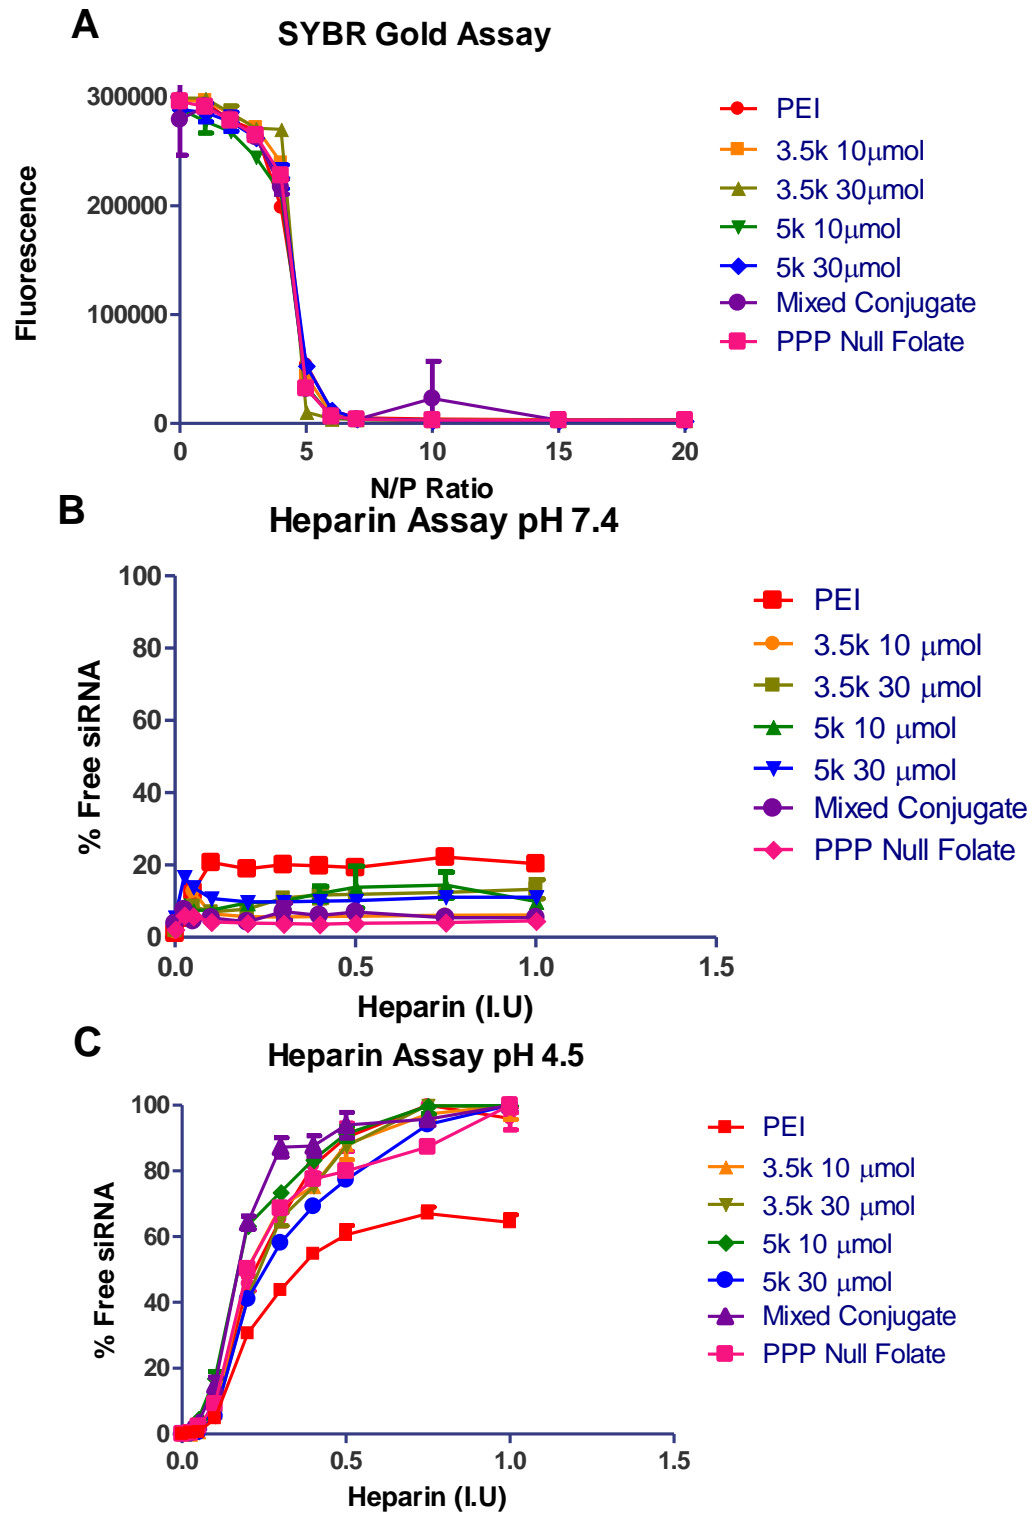 A
SYBR Gold Assay
300000
200000
100000
0
Fluorescence
0 5 10 15 20
N/P Ratio
PEI
3.5k 10μmol
3.5k 30μmol
5k 10μmol
5k 30μmol
Mixed Conjugate
PPP Null Folate
B
Heparin Assay pH 7.4
100
80
60
40
20
0
% Free siRNA
0.0 0.5 1.0 1.5
Heparin (I.U)
PEI
3.5k 10 μmol
3.5k 30 μmol
5k 10 μmol
5k 30 μmol
Mixed Conjugate
PPP Null Folate
C
Heparin Assay pH 4.5
100
80
60
40
20
0
% Free siRNA
0.0 0.5 1.0 1.5
Heparin (I.U)
PEI
3.5k 10 μmol
3.5k 30 μmol
5k 10 μmol
5k 30 μmol
Mixed Conjugate
PPP Null Folate